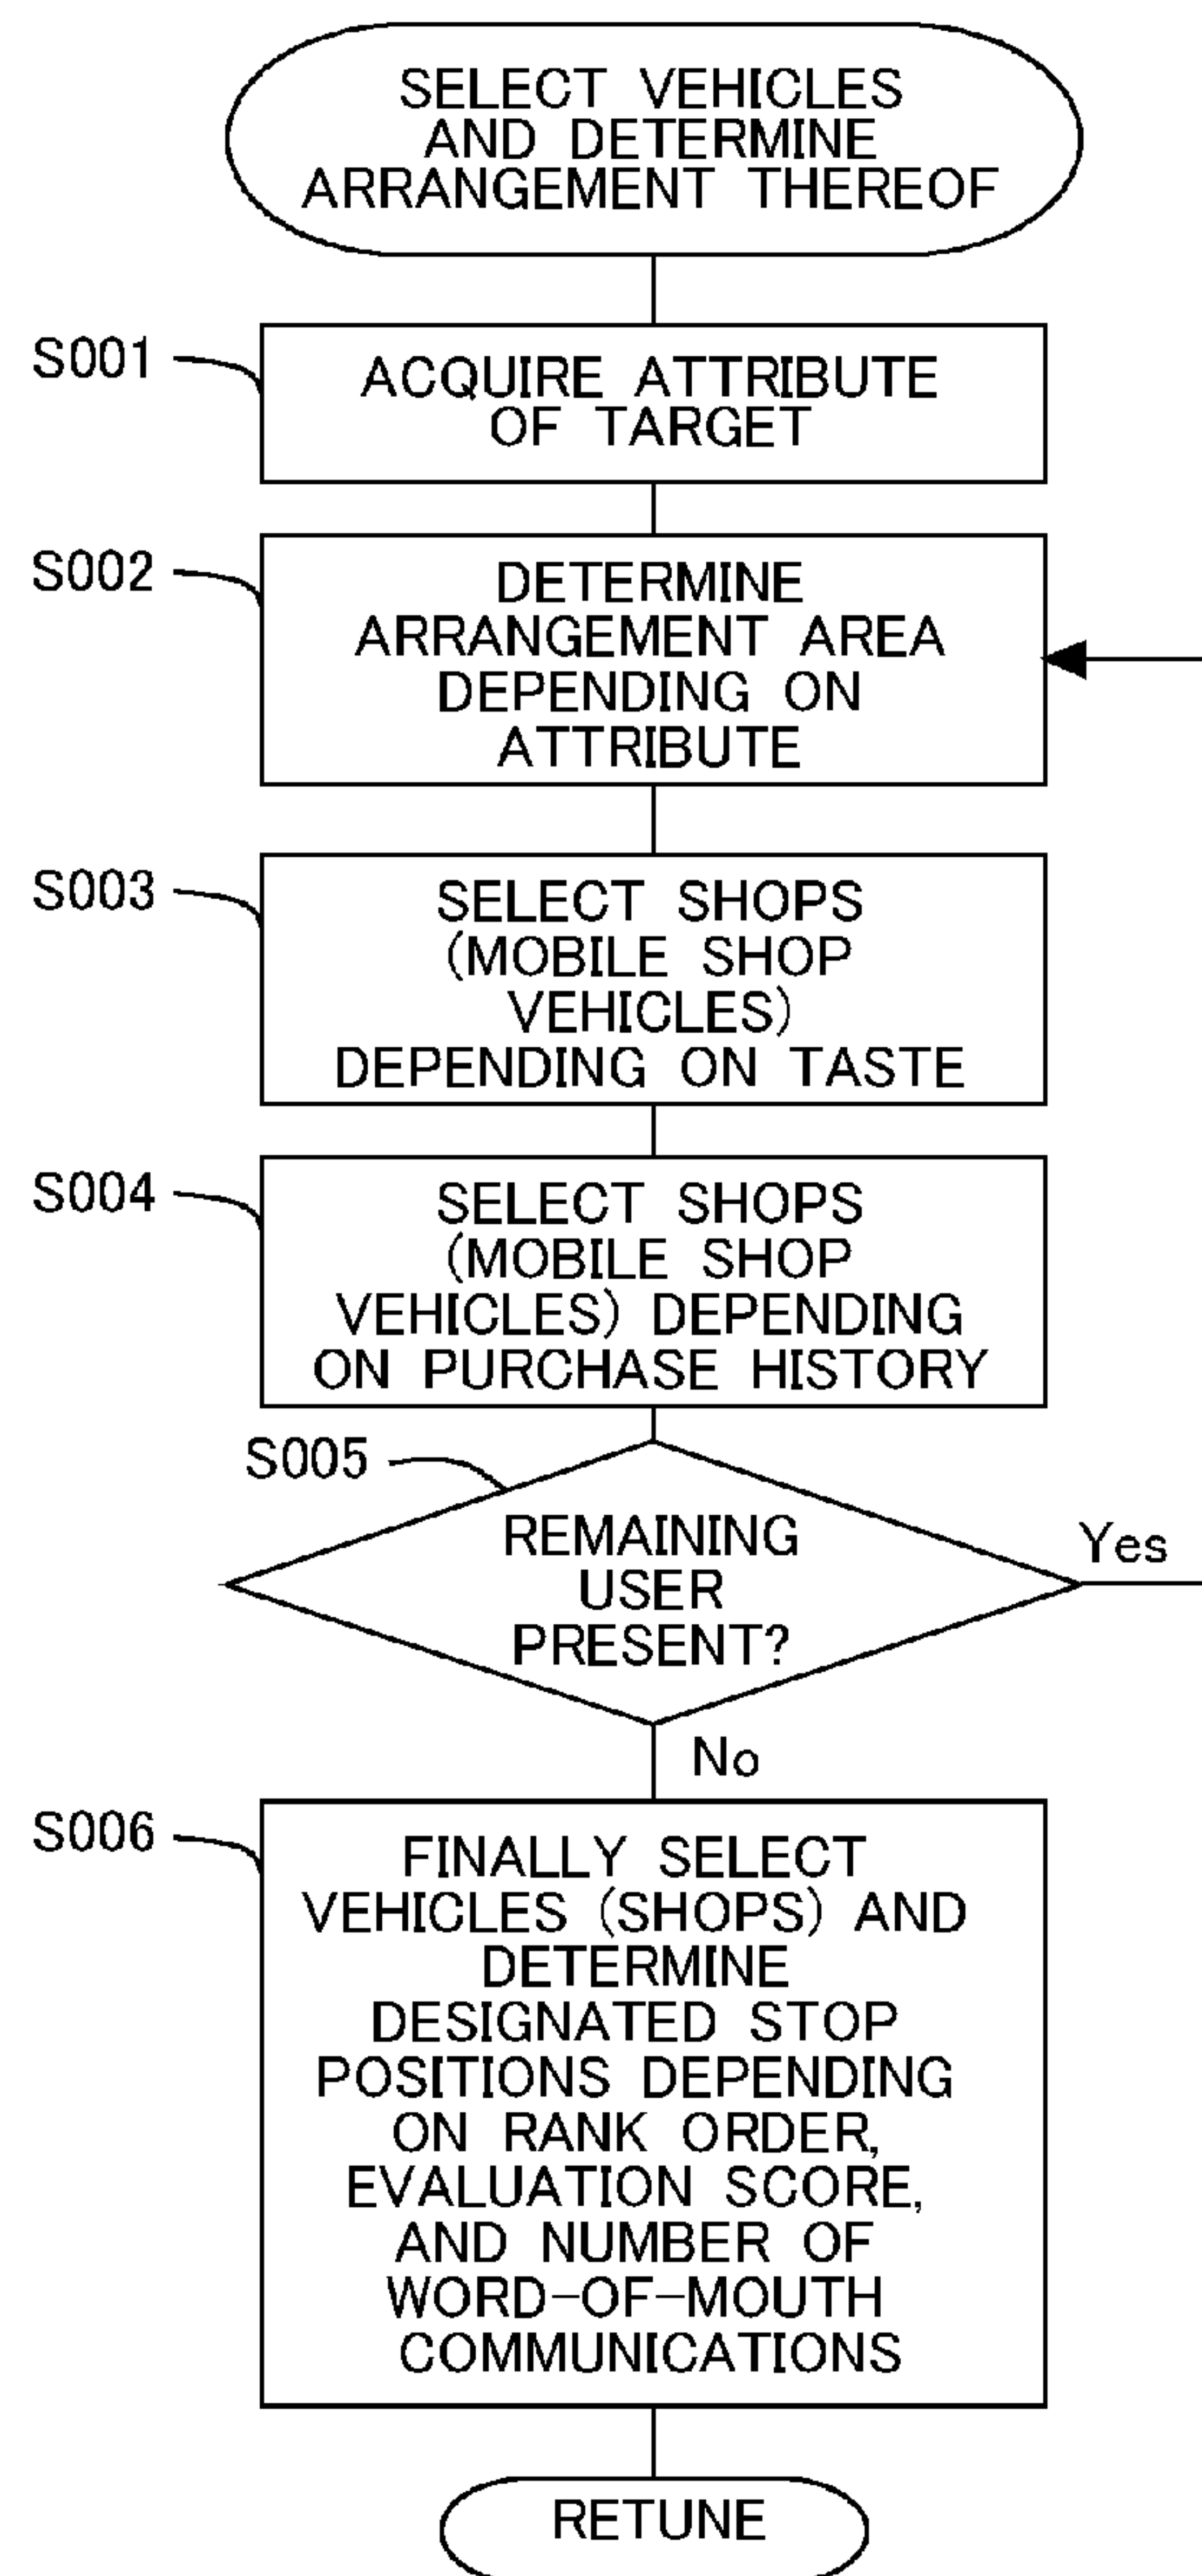 SELECT VEHICLES
AND DETERMINE
ARRANGEMENT THEREOF
S001
ACQUIRE ATTRIBUTE
OF TARGET
S002
DETERMINE
ARRANGEMENT AREA
DEPENDING ON
ATTRIBUTE
S003
SELECT SHOPS
(MOBILE SHOP
VEHICLES)
DEPENDING ON TASTE
S004
SELECT SHOPS
(MOBILE SHOP
VEHICLES) DEPENDING
ON PURCHASE HISTORY
S005
REMAINING
USER
PRESENT?
Yes
No
S006
FINALLY SELECT
VEHICLES (SHOPS) AND
DETERMINE
DESIGNATED STOP
POSITIONS DEPENDING
ON RANK ORDER,
EVALUATION SCORE,
AND NUMBER OF
WORD-OF-MOUTH
COMMUNICATIONS
RETUNE